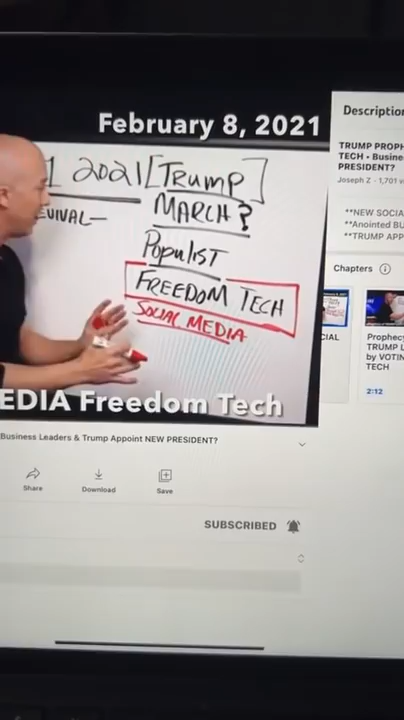 February 8, 2021
2021 [Trump]
MARCH?
Populist
FREEDOM TECH
SOCIAL MEDIA
EDIA Freedom Tech
Business Leaders & Trump Appoint NEW PRESIDENT?
Share
Download
Save
SUBSCRIBED
Description
TRUMP PROPH
TECH • Busine
PRESIDENT?
Joseph Z - 1,701 v
**NEW SOCIA
**Anointed BU
**TRUMP APP
Chapters
CIAL
Prophecy
TRUMP L
by VOTIN
TECH
2:12